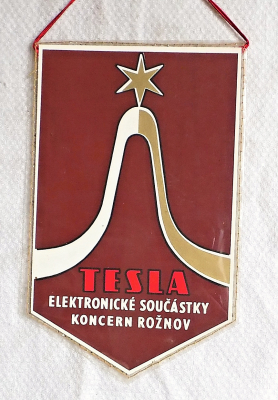 TESLA
ELEKTRONICKÉ SOUČÁSTKY
KONCERN ROŽNOV